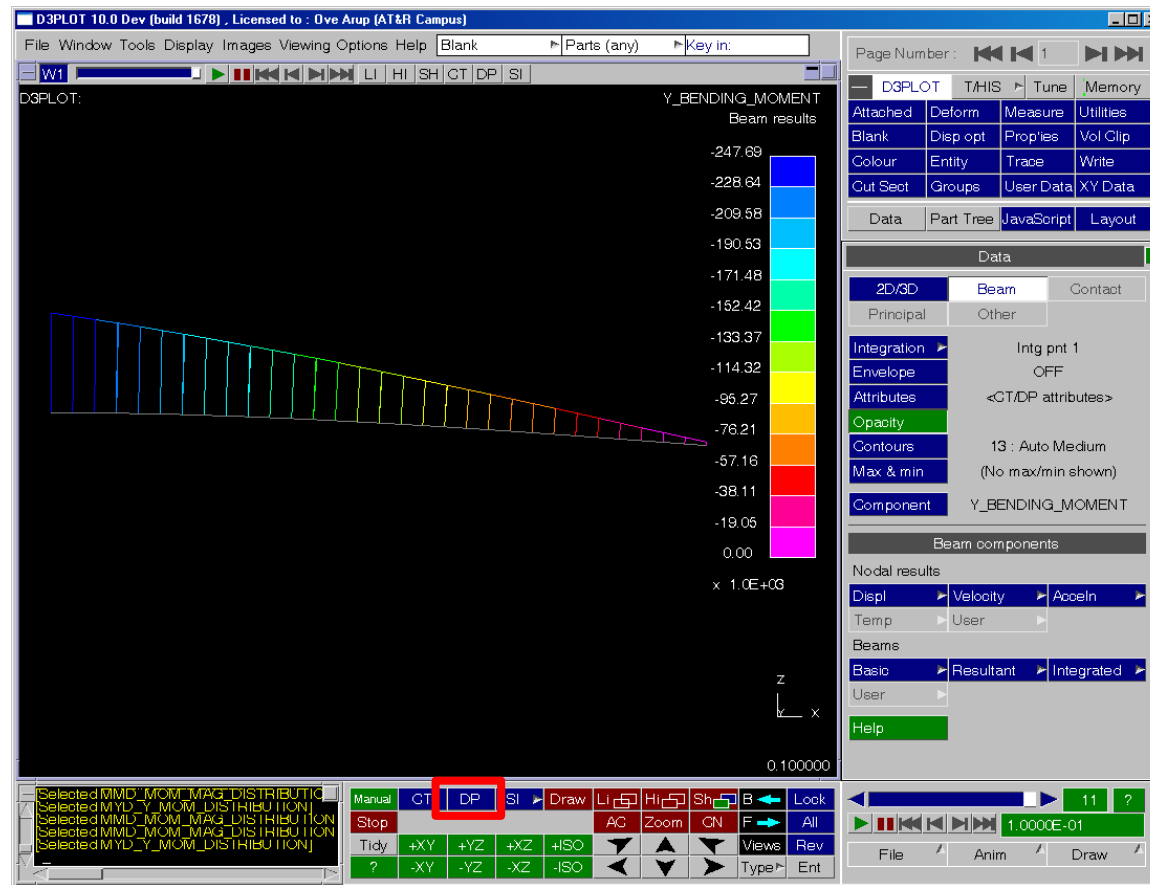 D3PLOT 10.0 Dev (build 1678) , Licensed to : Ove Arup (AT&R Campus)
File Window Tools Display Images Viewing Options Help Blank Parts (any) Key in:
W1 LI HI SH CT DP SI
D3PLOT: Y_BENDING_MOMENT
Beam results
-247.69
-228.64
-209.58
-190.53
-171.48
-152.42
-133.37
-114.32
-95.27
-76.21
-57.16
-38.11
-19.05
0.00
x 1.0E+03
Z
Y X
0.100000
Page Number : 1
D3PLOT T/HIS Tune Memory
Attached Deform Measure Utilities
Blank Disp opt Prop'ies Vol Clip
Colour Entity Trace Write
Cut Sect Groups User Data XY Data
Data Part Tree JavaScript Layout
Data
2D/3D Beam Contact
Principal Other
Integration Intg pnt 1
Envelope OFF
Attributes <CT/DP attributes>
Opacity
Contours 13 : Auto Medium
Max & min (No max/min shown)
Component Y_BENDING_MOMENT
Beam components
Nodal results
Displ Velocity Acceln
Temp User
Beams
Basic Resultant Integrated
User
Help
[Selected MMD_MOM_MAG_DISTRIBUTIO
[Selected MYD_Y_MOM_DISTRIBUTION]
[Selected MMD_MOM_MAG_DISTRIBUTION
[Selected MYD_Y_MOM_DISTRIBUTION]
Manual CT DP SI Draw Li Hi Sh B Lock
Stop AC Zoom CN F All
Tidy +XY +YZ +XZ +ISO Views Rev
? -XY -YZ -XZ -ISO Type Ent
11 ?
1.0000E-01
File Anim Draw